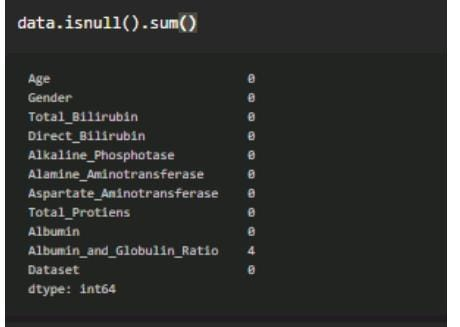 data.isnull().sum()
Age 0
Gender 0
Total_Bilirubin 0
Direct_Bilirubin 0
Alkaline_Phosphotase 0
Alamine_Aminotransferase 0
Aspartate_Aminotransferase 0
Total_Protiens 0
Albumin 0
Albumin_and_Globulin_Ratio 4
Dataset 0
dtype: int64